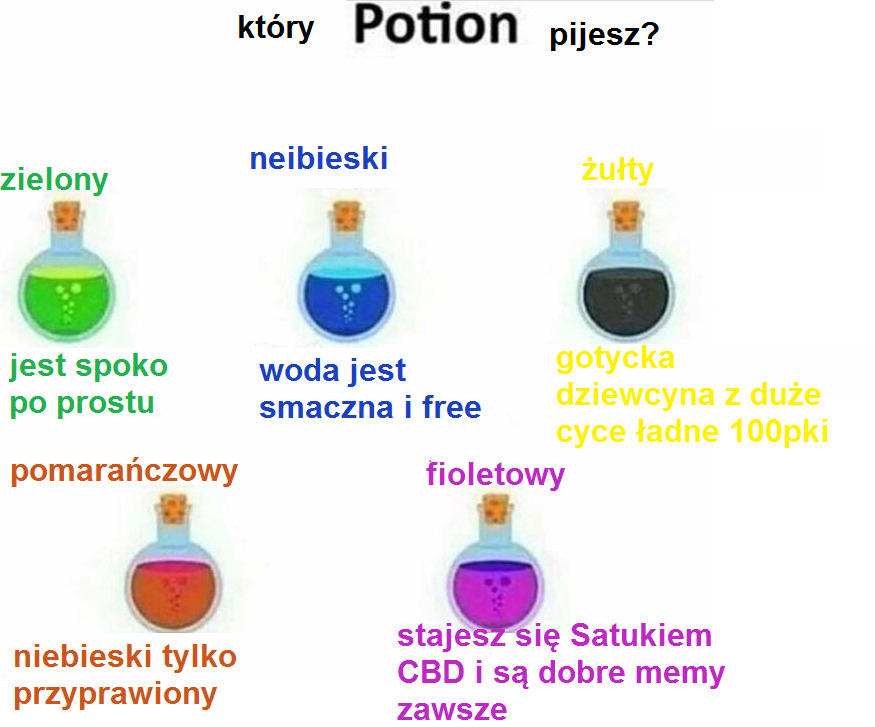 który Potion pijesz?
zielony
neibieski
żułty
jest spoko
po prostu
woda jest
smaczna i free
gotycka
dziewcyna z duże
cyce ładne 100pki
pomarańczowy
fioletowy
niebieski tylko
przyprawiony
stajesz się Satukiem
CBD i są dobre memy
zawsze